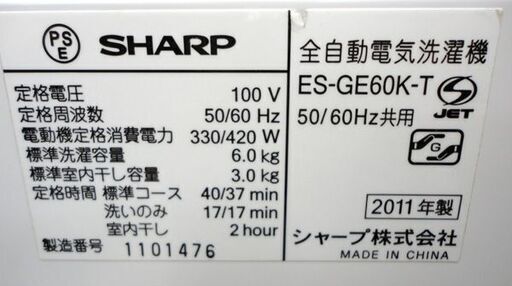 PS
E
SHARP
定格電圧 100 V
定格周波数 50/60 Hz
電動機定格消費電力 330/420 W
標準洗濯容量 6.0 kg
標準室内干し容量 3.0 kg
定格時間 標準コース 40/37 min
洗いのみ 17/17 min
室内干し 2 hour
製造番号 1101476
全自動電気洗濯機
ES-GE60K-T
S
JET
50/60Hz共用
G
2011年製
シャープ株式会社
MADE IN CHINA